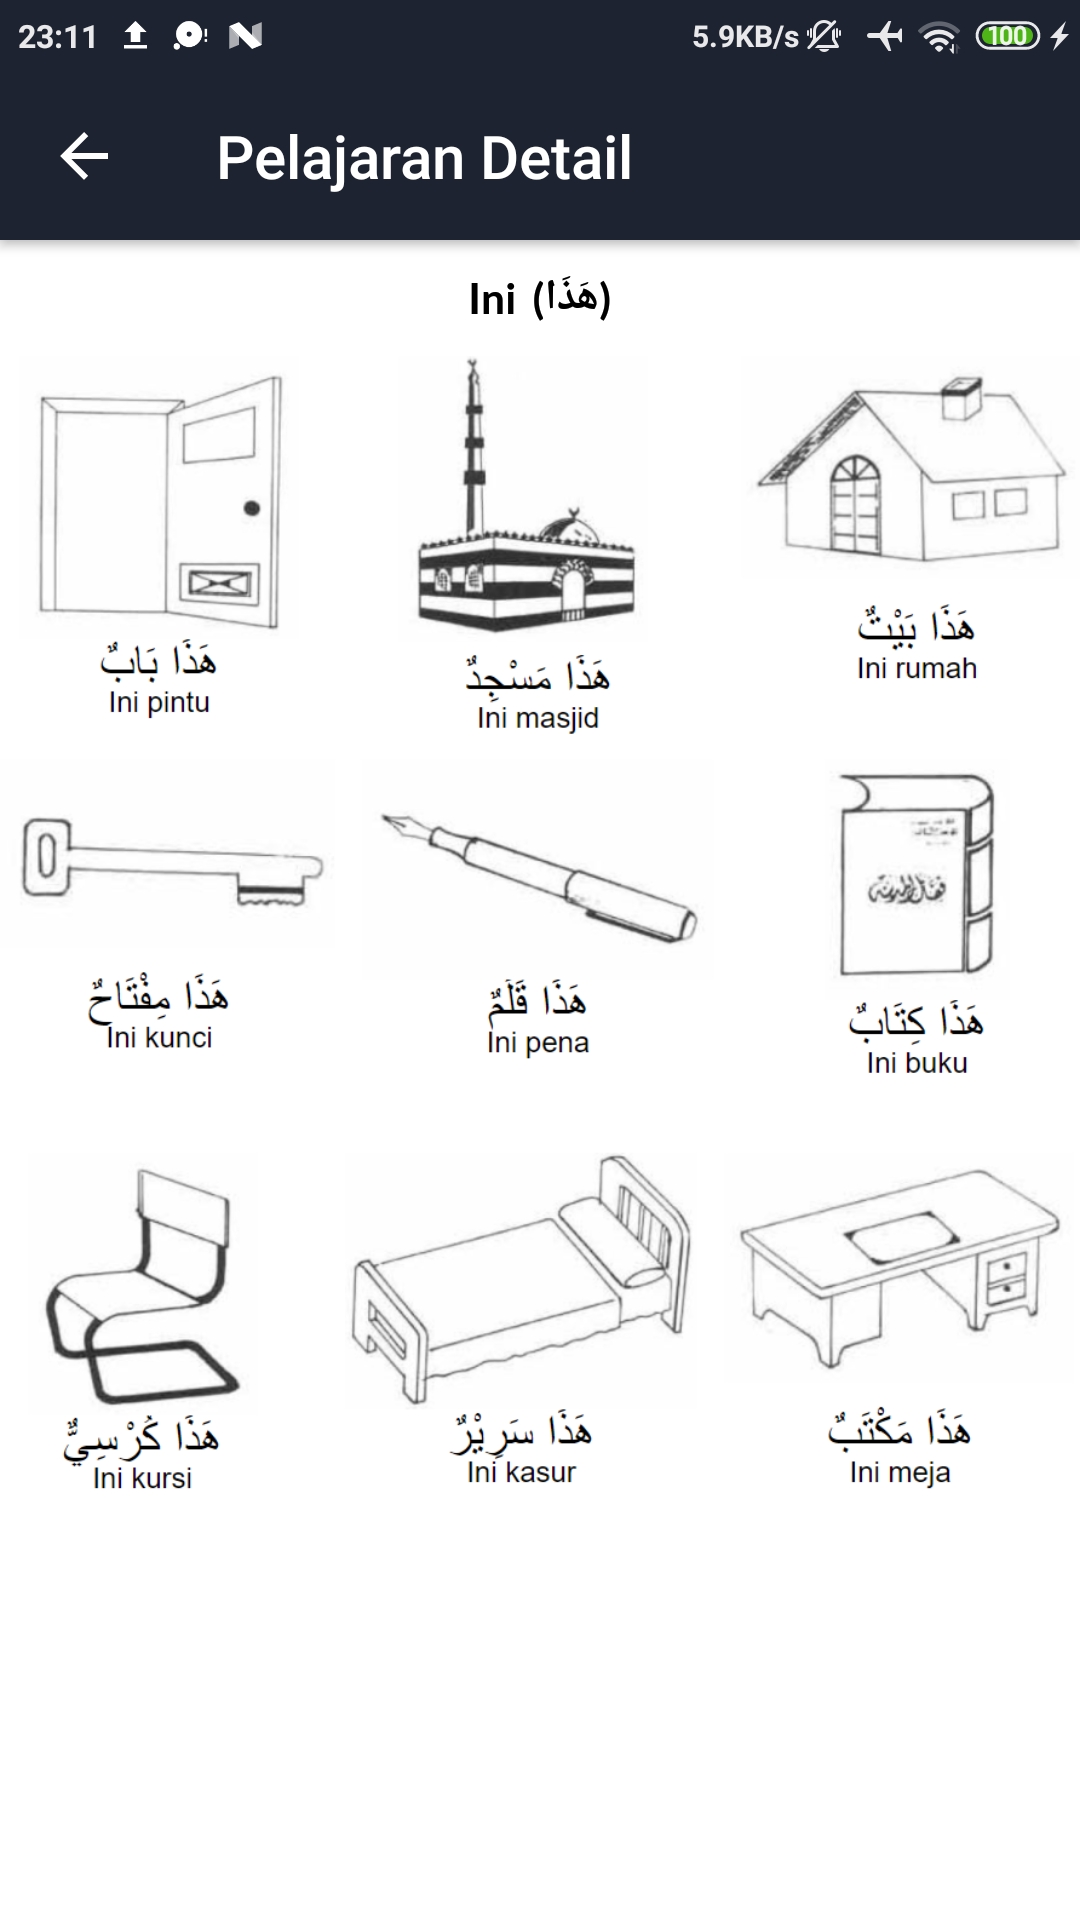 23:11
5.9KB/s
100
Pelajaran Detail
Ini (هَذَا)
هَذَا بَابٌ
Ini pintu
هَذَا مَسْجِدٌ
Ini masjid
هَذَا بَيْتٌ
Ini rumah
هَذَا مِفْتَاحٌ
Ini kunci
هَذَا قَلَمٌ
Ini pena
هَذَا كِتَابٌ
Ini buku
هَذَا كُرْسِيٌّ
Ini kursi
هَذَا سَرِيْرٌ
Ini kasur
هَذَا مَكْتَبٌ
Ini meja